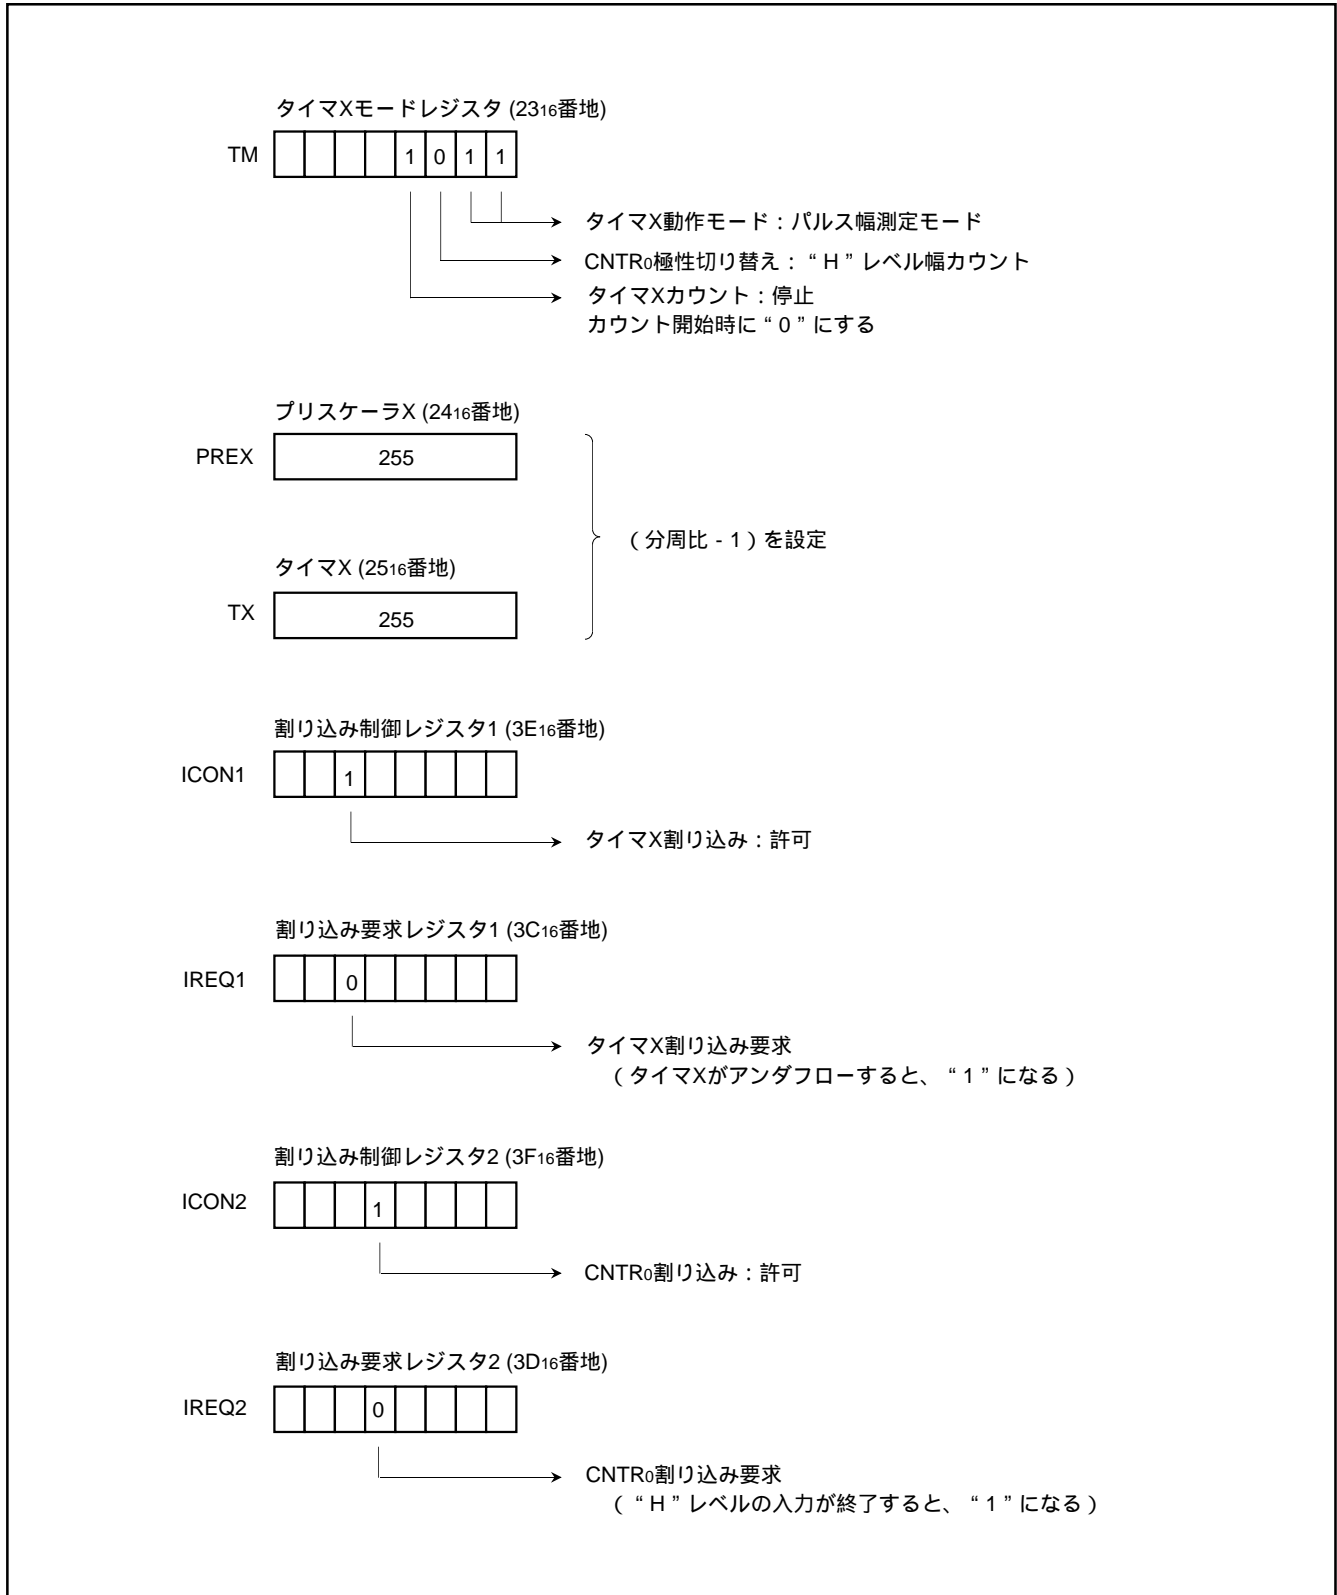 タイマXモードレジスタ (2316番地)
TM 1 0 1 1
タイマX動作モード：パルス幅測定モード
CNTR0極性切り替え：“H”レベル幅カウント
タイマXカウント：停止
カウント開始時に“0”にする
プリスケーラX (2416番地)
PREX 255
(分周比 - 1)を設定
タイマX (2516番地)
TX 255
割り込み制御レジスタ1 (3E16番地)
ICON1 1
タイマX割り込み：許可
割り込み要求レジスタ1 (3C16番地)
IREQ1 0
タイマX割り込み要求
(タイマXがアンダフローすると、“1”になる)
割り込み制御レジスタ2 (3F16番地)
ICON2 1
CNTR0割り込み：許可
割り込み要求レジスタ2 (3D16番地)
IREQ2 0
CNTR0割り込み要求
(“H”レベルの入力が終了すると、“1”になる)